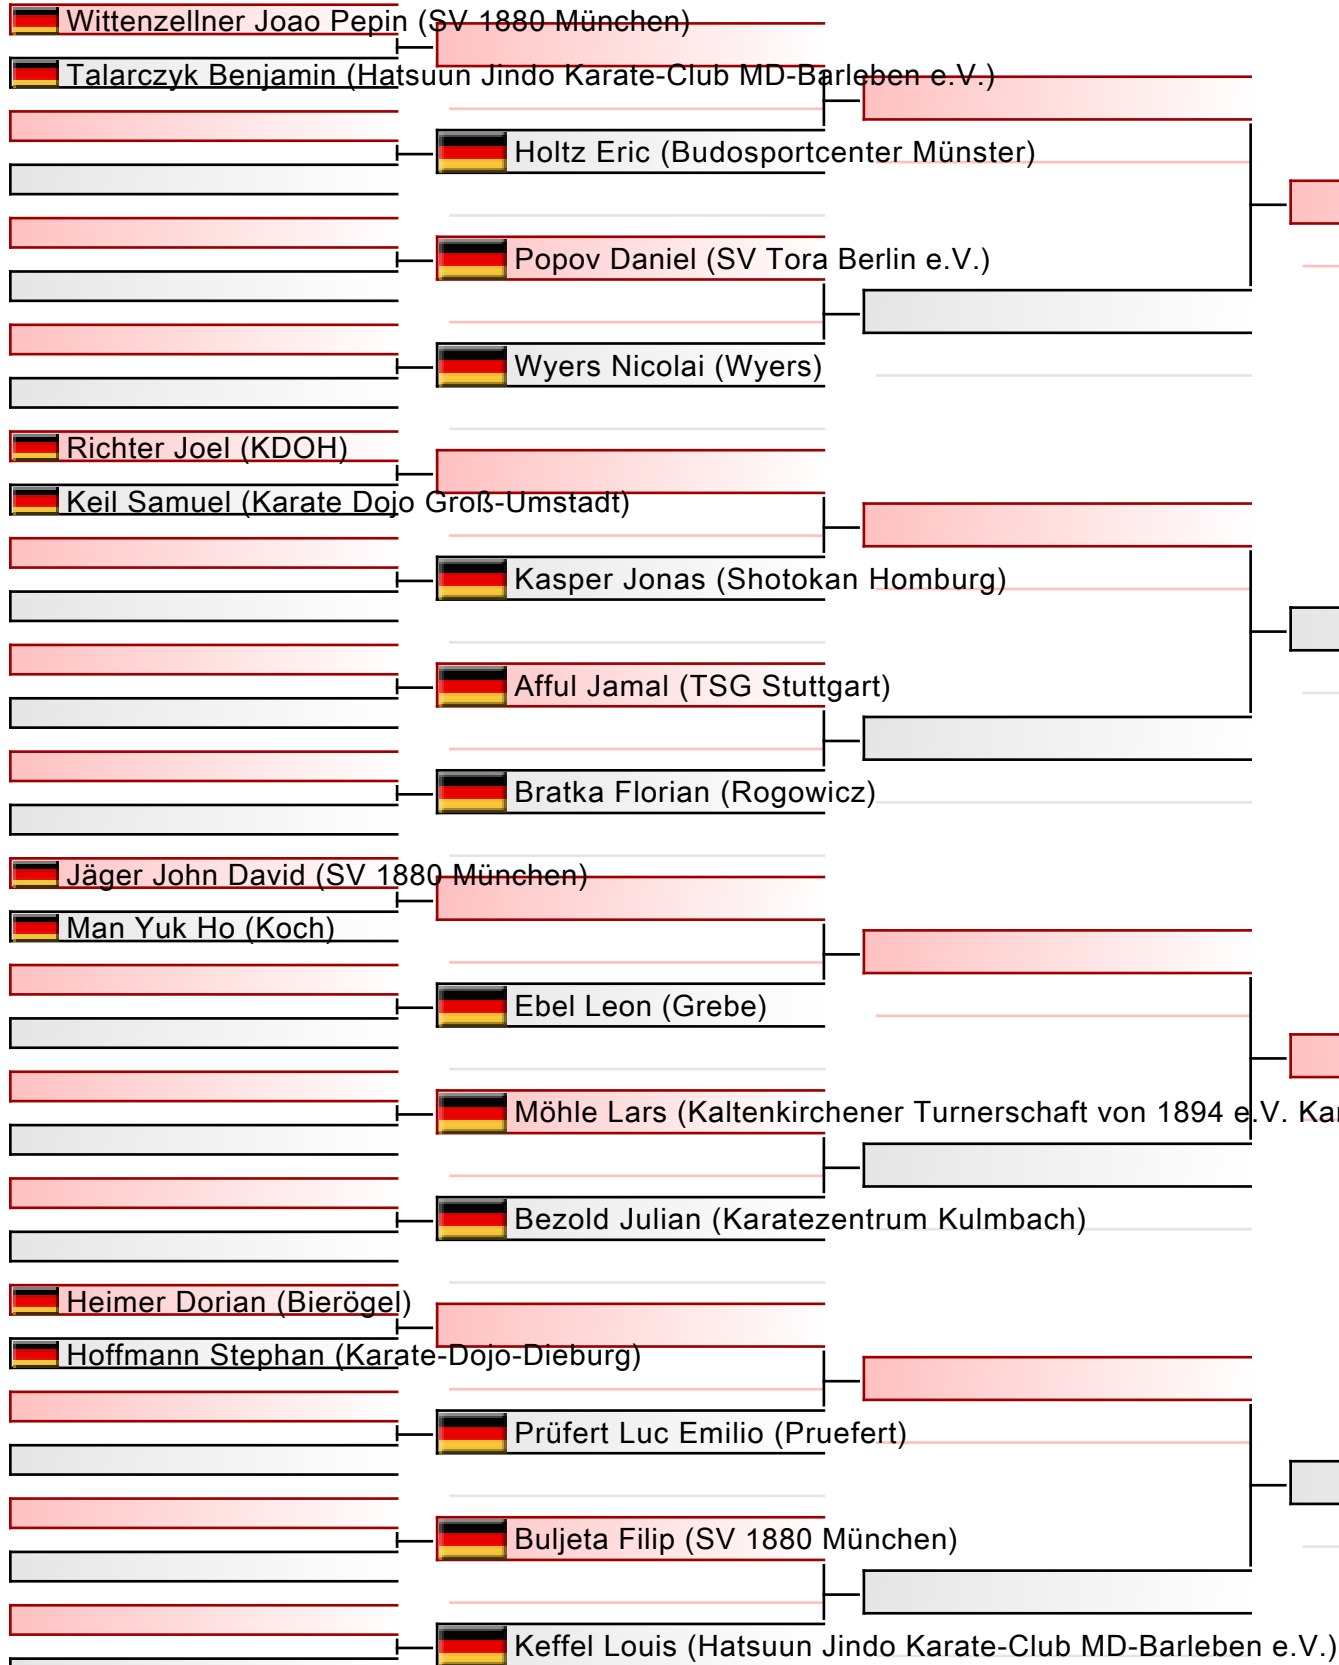 Wittenzellner Joao Pepin (SV 1880 München)
Talarczyk Benjamin (Hatsuun Jindo Karate-Club MD-Barleben e.V.)
Holtz Eric (Budosportcenter Münster)
Popov Daniel (SV Tora Berlin e.V.)
Wyers Nicolai (Wyers)
Richter Joel (KDOH)
Keil Samuel (Karate Dojo Groß-Umstadt)
Kasper Jonas (Shotokan Homburg)
Afful Jamal (TSG Stuttgart)
Bratka Florian (Rogowicz)
Jäger John David (SV 1880 München)
Man Yuk Ho (Koch)
Ebel Leon (Grebe)
Möhle Lars (Kaltenkirchener Turnerschaft von 1894 e.V. Kar
Bezold Julian (Karatezentrum Kulmbach)
Heimer Dorian (Bierögel)
Hoffmann Stephan (Karate-Dojo-Dieburg)
Prüfert Luc Emilio (Pruefert)
Buljeta Filip (SV 1880 München)
Keffel Louis (Hatsuun Jindo Karate-Club MD-Barleben e.V.)